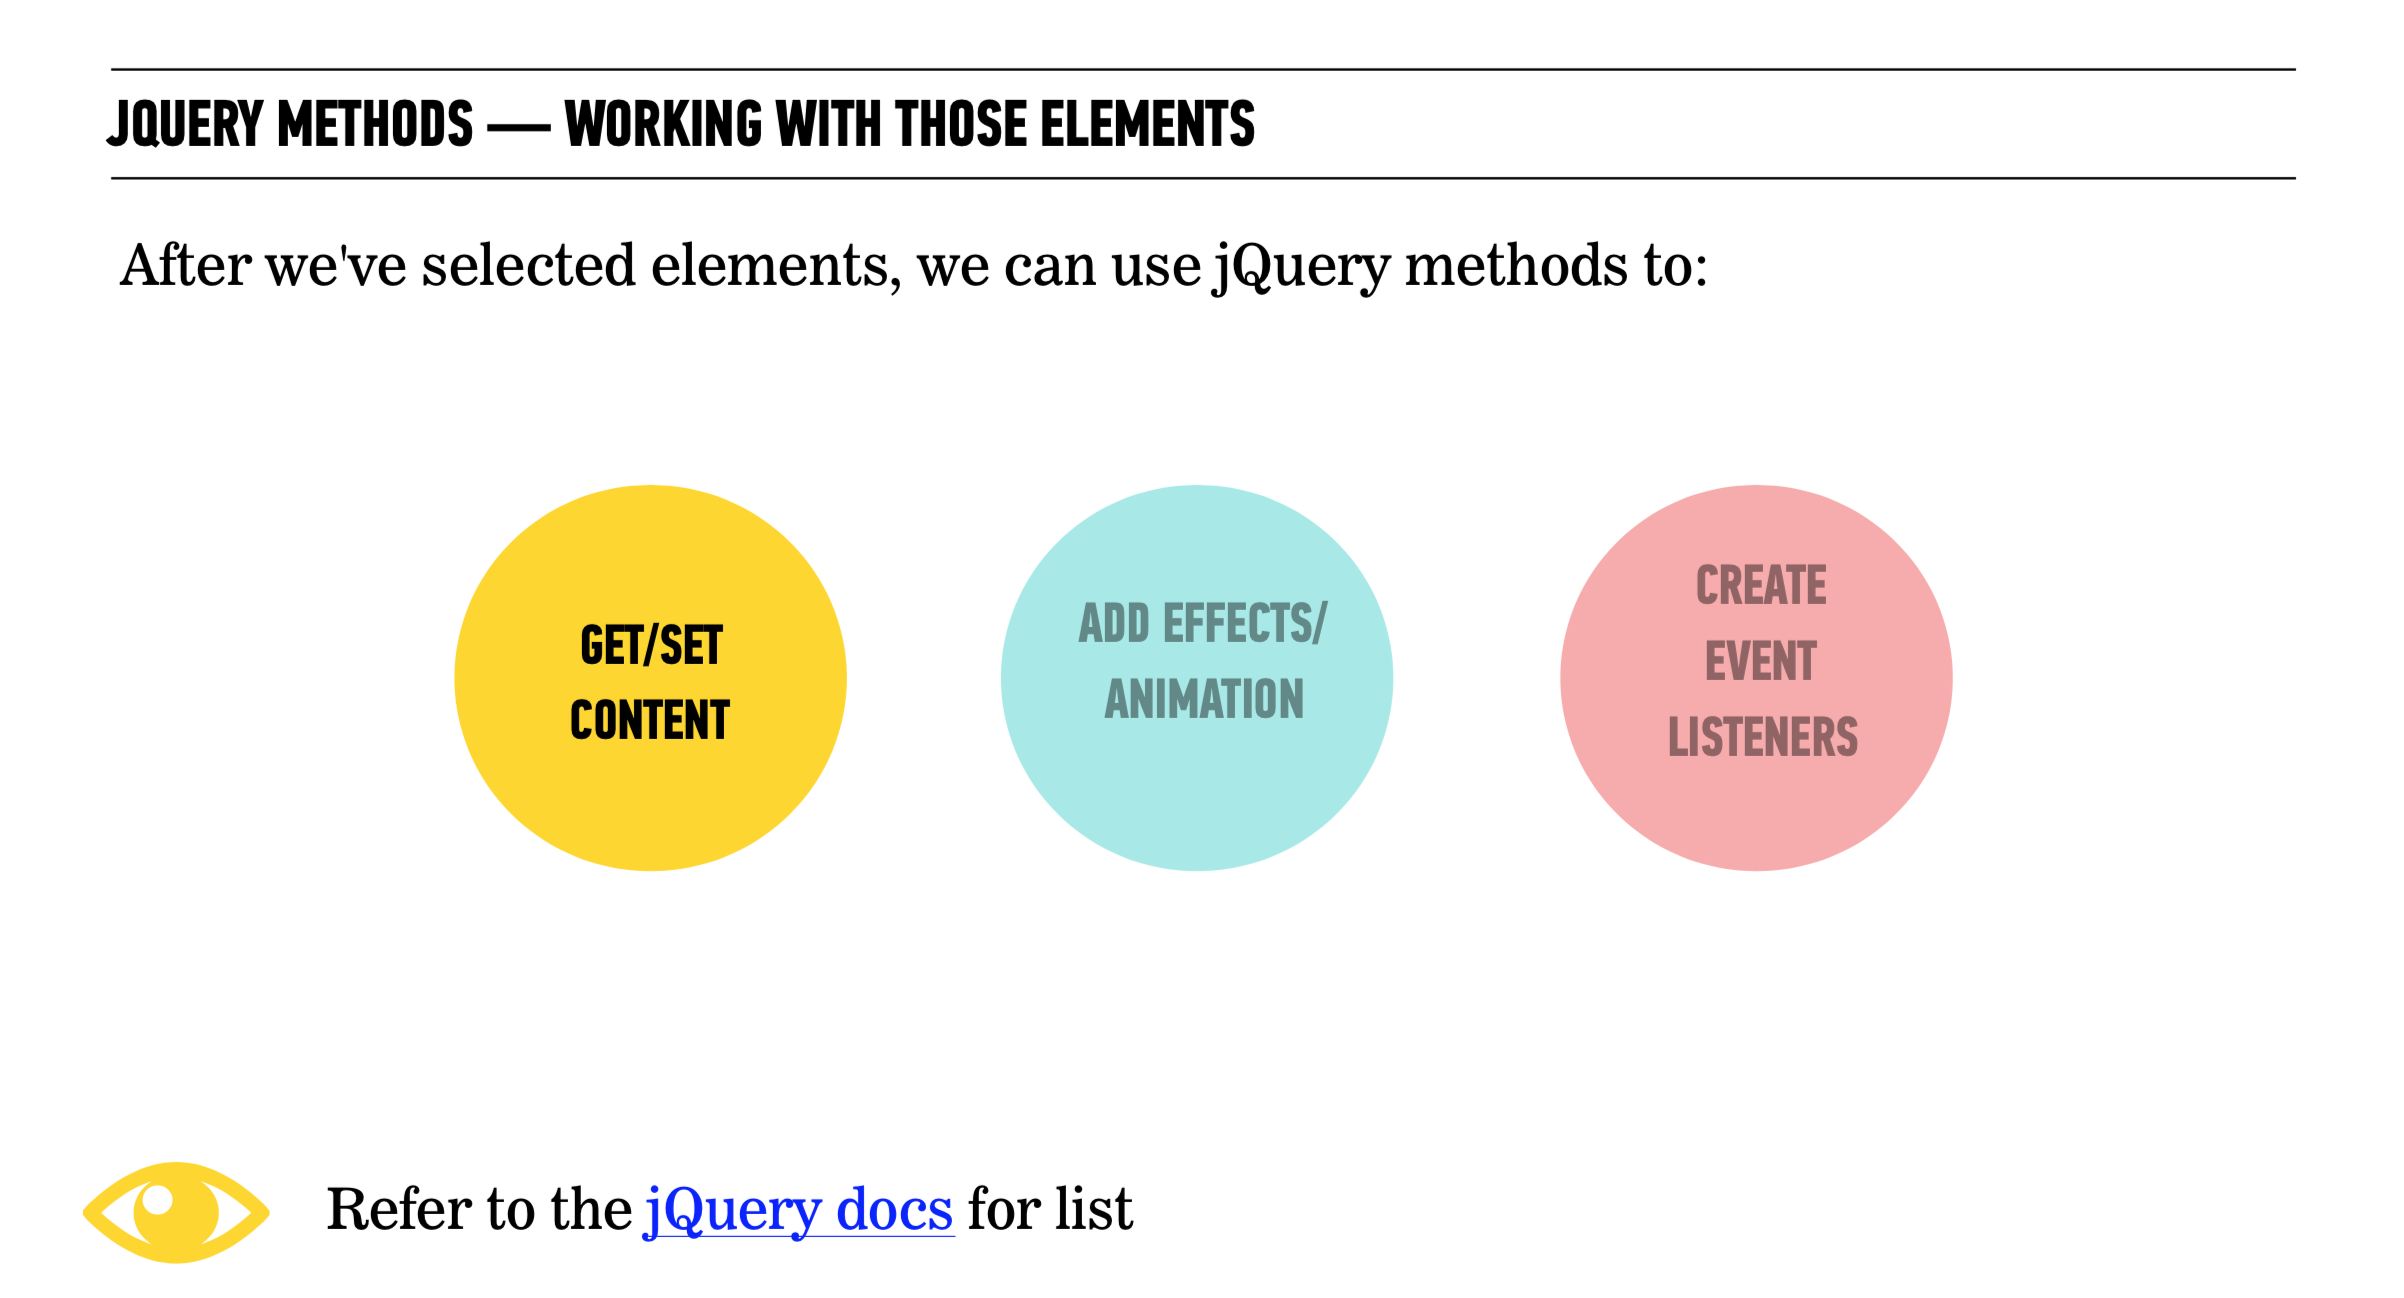 JQUERY METHODS — WORKING WITH THOSE ELEMENTS
After we've selected elements, we can use jQuery methods to:
GET/SET
CONTENT
ADD EFFECTS/
ANIMATION
CREATE
EVENT
LISTENERS
Refer to the jQuery docs for list